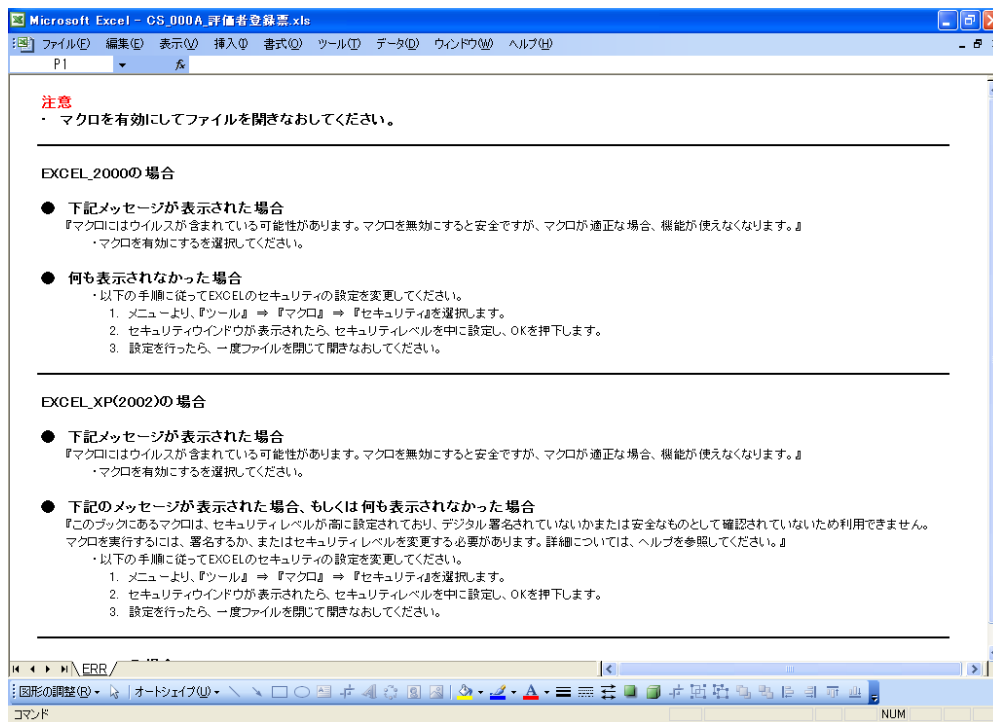 Microsoft Excel - CS_000A_評価者登録票.xls
ファイル(F) 編集(E) 表示(V) 挿入(I) 書式(O) ツール(T) データ(D) ウィンドウ(W) ヘルプ(H)
P1 fx
注意
・ マクロを有効にしてファイルを開きなおしてください。
EXCEL_2000の場合
● 下記メッセージが表示された場合
『マクロにはウイルスが含まれている可能性があります。マクロを無効にすると安全ですが、マクロが適正な場合、機能が使えなくなります。』
・マクロを有効にするを選択してください。
● 何も表示されなかった場合
・以下の手順に従ってEXCELのセキュリティの設定を変更してください。
1. メニューより、『ツール』 ⇒ 『マクロ』 ⇒ 『セキュリティ』を選択します。
2. セキュリティウインドウが表示されたら、セキュリティレベルを中に設定し、OKを押下します。
3. 設定を行ったら、一度ファイルを閉じて開きなおしてください。
EXCEL_XP(2002)の場合
● 下記メッセージが表示された場合
『マクロにはウイルスが含まれている可能性があります。マクロを無効にすると安全ですが、マクロが適正な場合、機能が使えなくなります。』
・マクロを有効にするを選択してください。
● 下記のメッセージが表示された場合、もしくは何も表示されなかった場合
『このブックにあるマクロは、セキュリティレベルが高に設定されており、デジタル署名されていないかまたは安全なものとして確認されていないため利用できません。
マクロを実行するには、署名するか、またはセキュリティレベルを変更する必要があります。詳細については、ヘルプを参照してください。』
・以下の手順に従ってEXCELのセキュリティの設定を変更してください。
1. メニューより、『ツール』 ⇒ 『マクロ』 ⇒ 『セキュリティ』を選択します。
2. セキュリティウインドウが表示されたら、セキュリティレベルを中に設定し、OKを押下します。
3. 設定を行ったら、一度ファイルを閉じて開きなおしてください。
ERR
図形の調整(R) オートシェイプ(U)
コマンド NUM